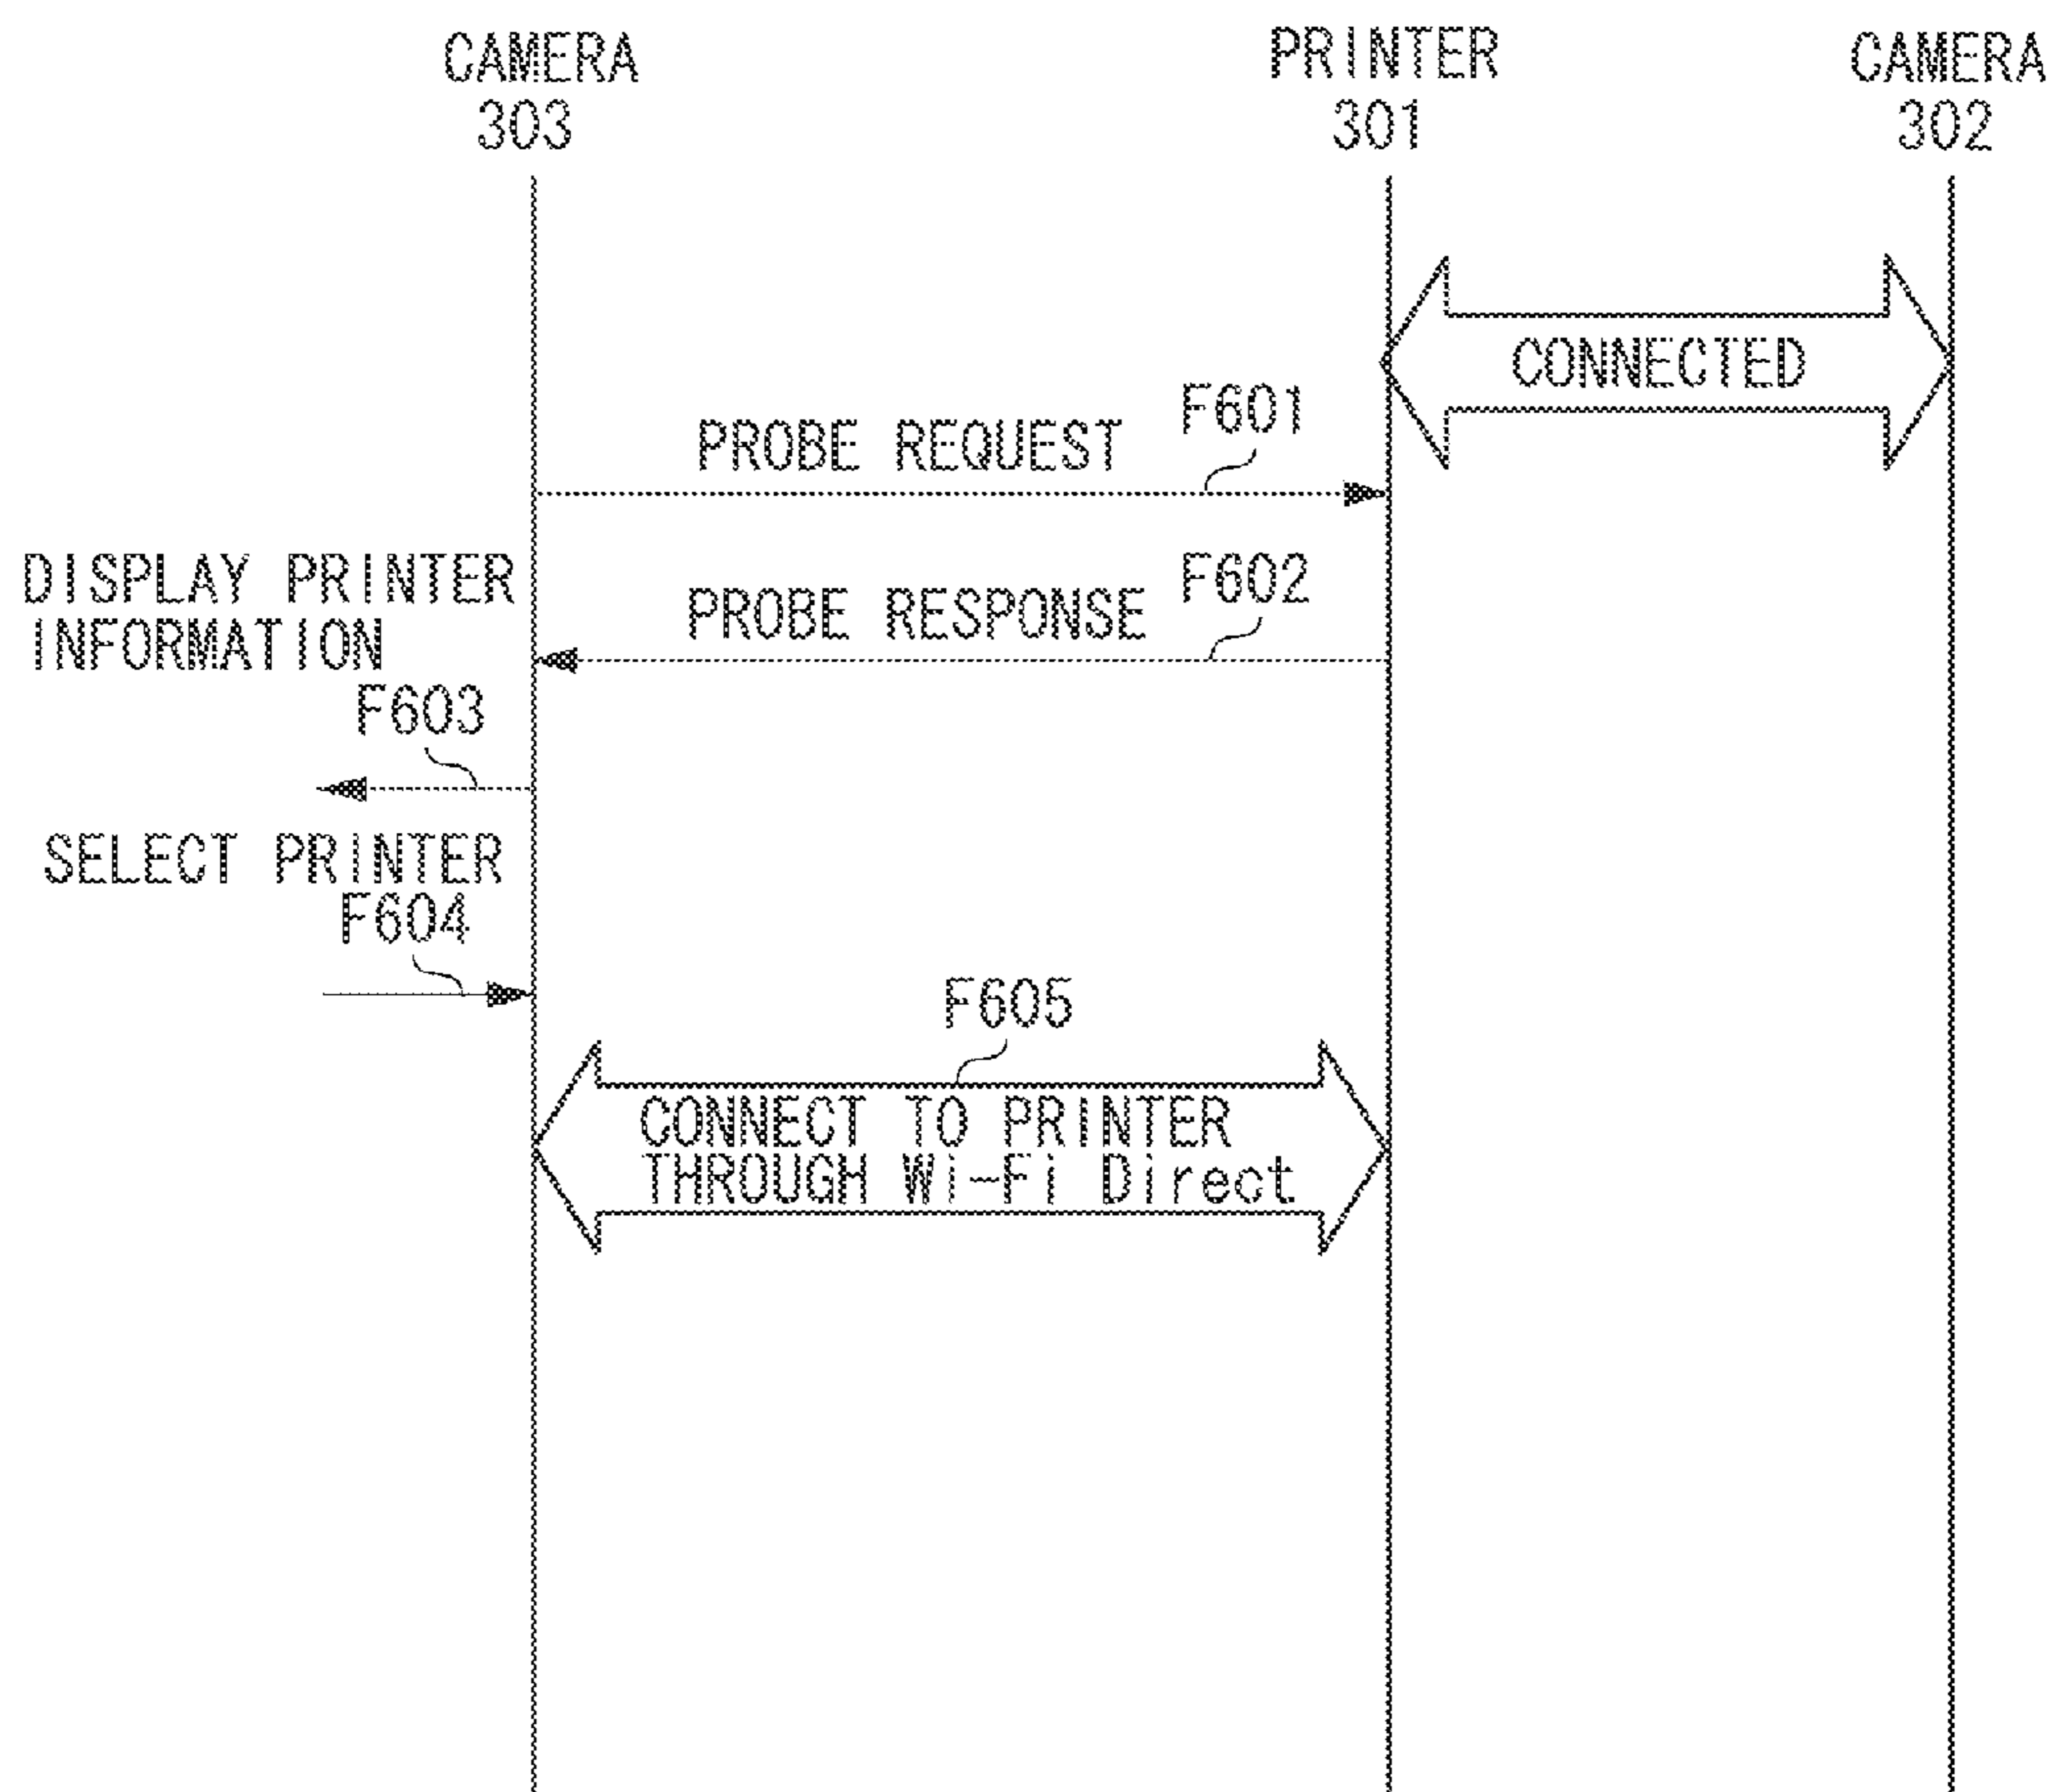 CAMERA
303
PRINTER
301
CAMERA
302
CONNECTED
F601
PROBE REQUEST
F602
PROBE RESPONSE
DISPLAY PRINTER
INFORMATION
F603
SELECT PRINTER
F604
F605
CONNECT TO PRINTER
THROUGH Wi-Fi Direct